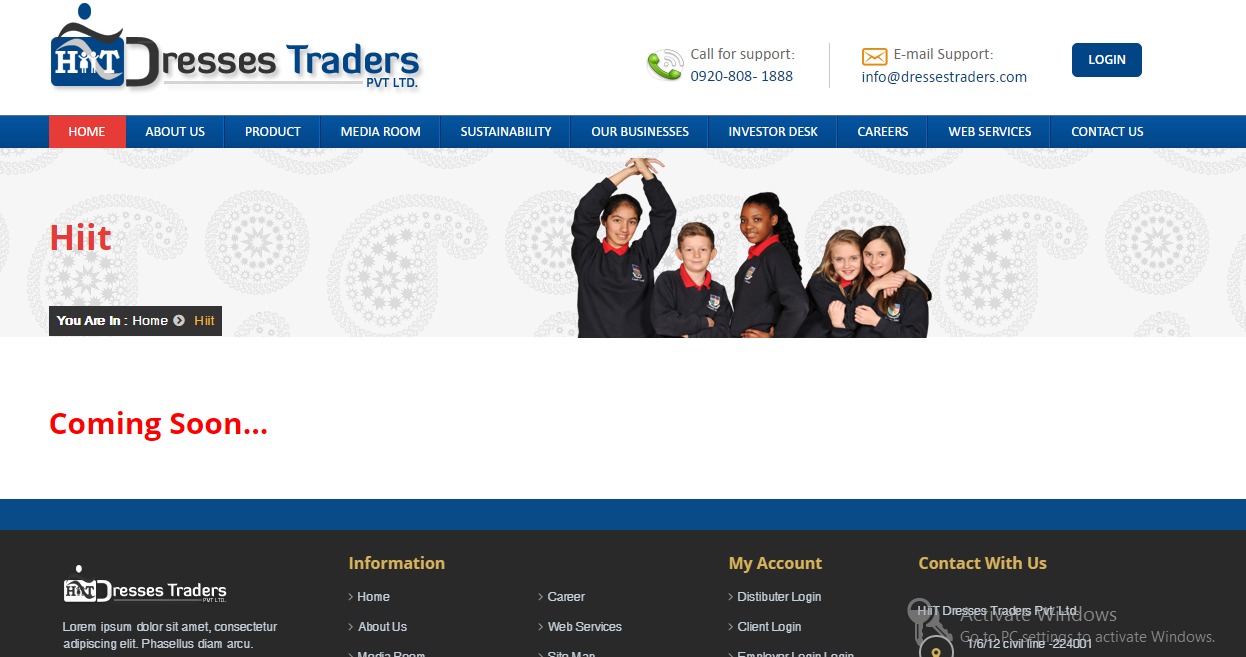 HiiT Dresses Traders
PVT LTD.
Call for support:
0920-808- 1888
E-mail Support:
info@dressestraders.com
LOGIN
HOME ABOUT US PRODUCT MEDIA ROOM SUSTAINABILITY OUR BUSINESSES INVESTOR DESK CAREERS WEB SERVICES CONTACT US
Hiit
You Are In : Home Hiit
Coming Soon...
HiiT Dresses Traders
PVT LTD.
Lorem ipsum dolor sit amet, consectetur
adipiscing elit. Phasellus diam arcu.
Information
Home
About Us
Media Room
Career
Web Services
Site Map
My Account
Distibuter Login
Client Login
Employer Login Login
Contact With Us
HiiT Dresses Traders Pvt. Ltd.
1/6/12 civil line -224001
Activate Windows
Go to PC settings to activate Windows.